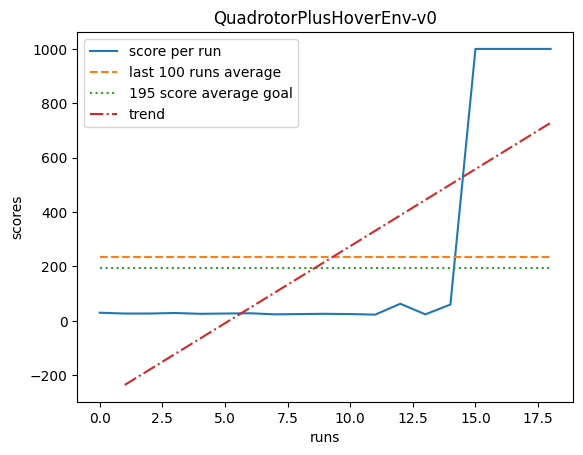 QuadrotorPlusHoverEnv-v0
score per run
last 100 runs average
195 score average goal
trend
scores
1000
800
600
400
200
0
−200
0.0 2.5 5.0 7.5 10.0 12.5 15.0 17.5
runs